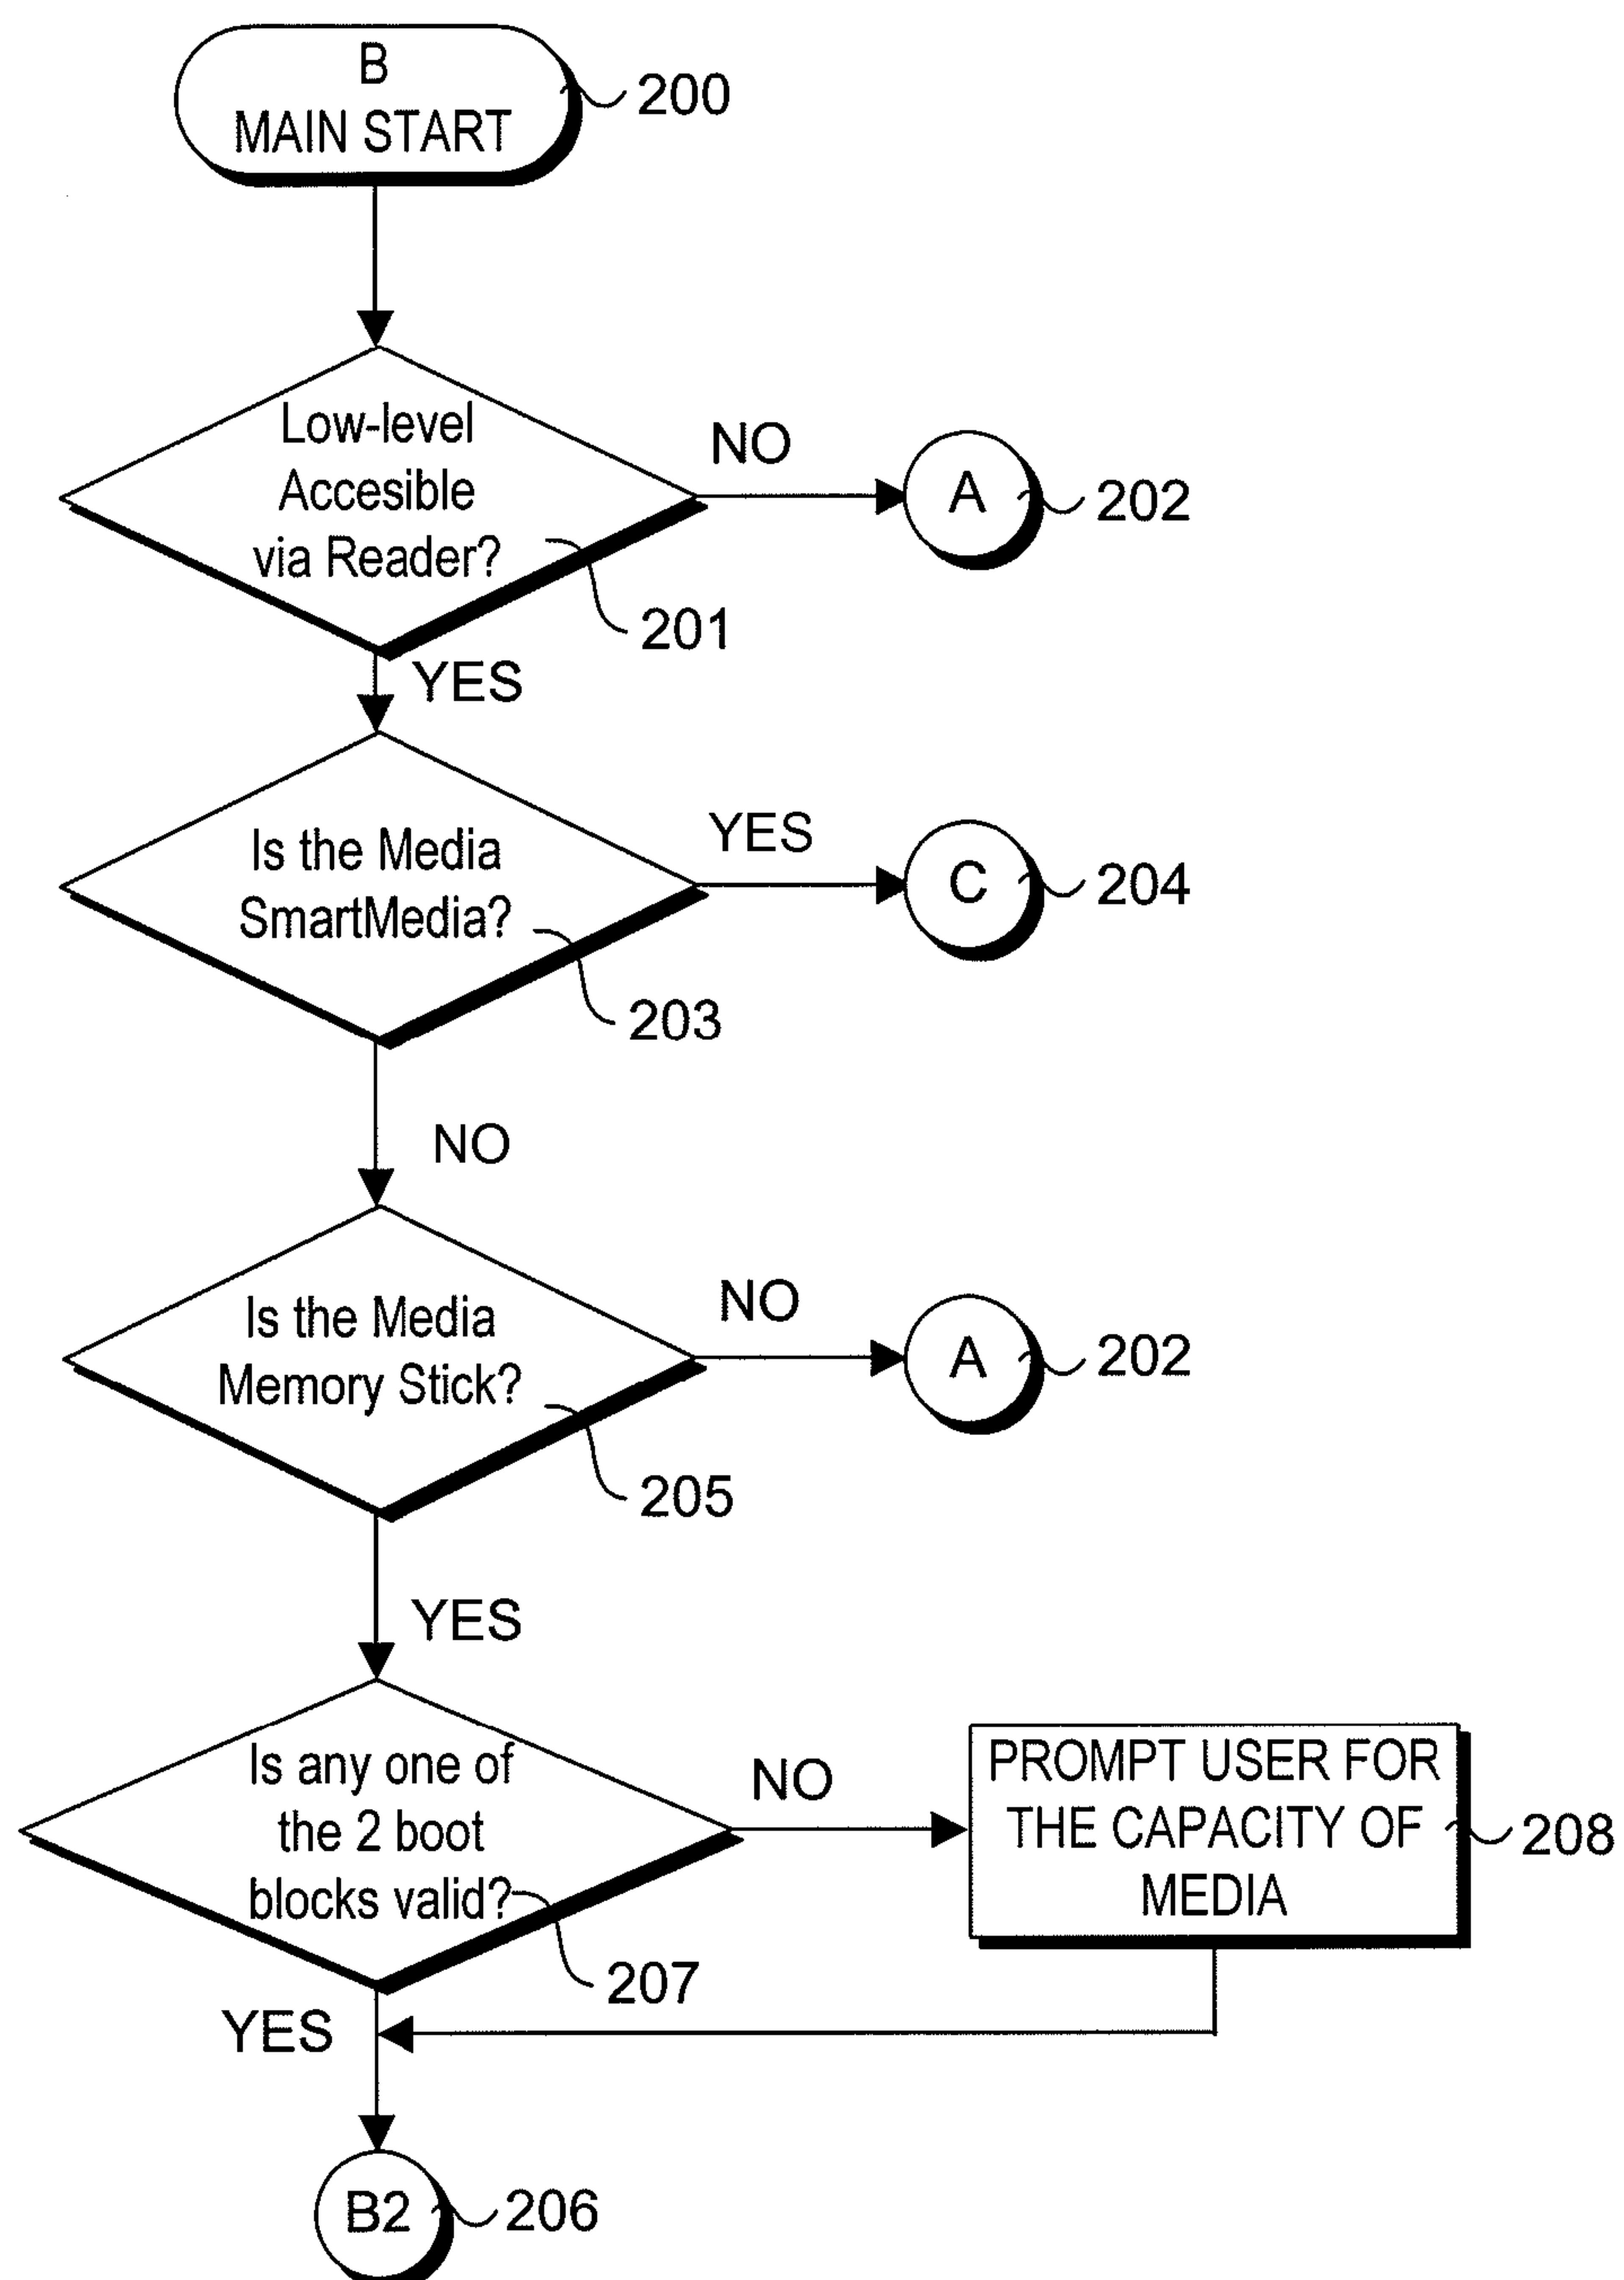 B
MAIN START
200
Low-level
Accesible
via Reader?
201
NO
A
202
YES
Is the Media
SmartMedia?
203
YES
C
204
NO
Is the Media
Memory Stick?
205
NO
A
202
YES
Is any one of
the 2 boot
blocks valid?
207
NO
PROMPT USER FOR
THE CAPACITY OF
MEDIA
208
YES
B2
206